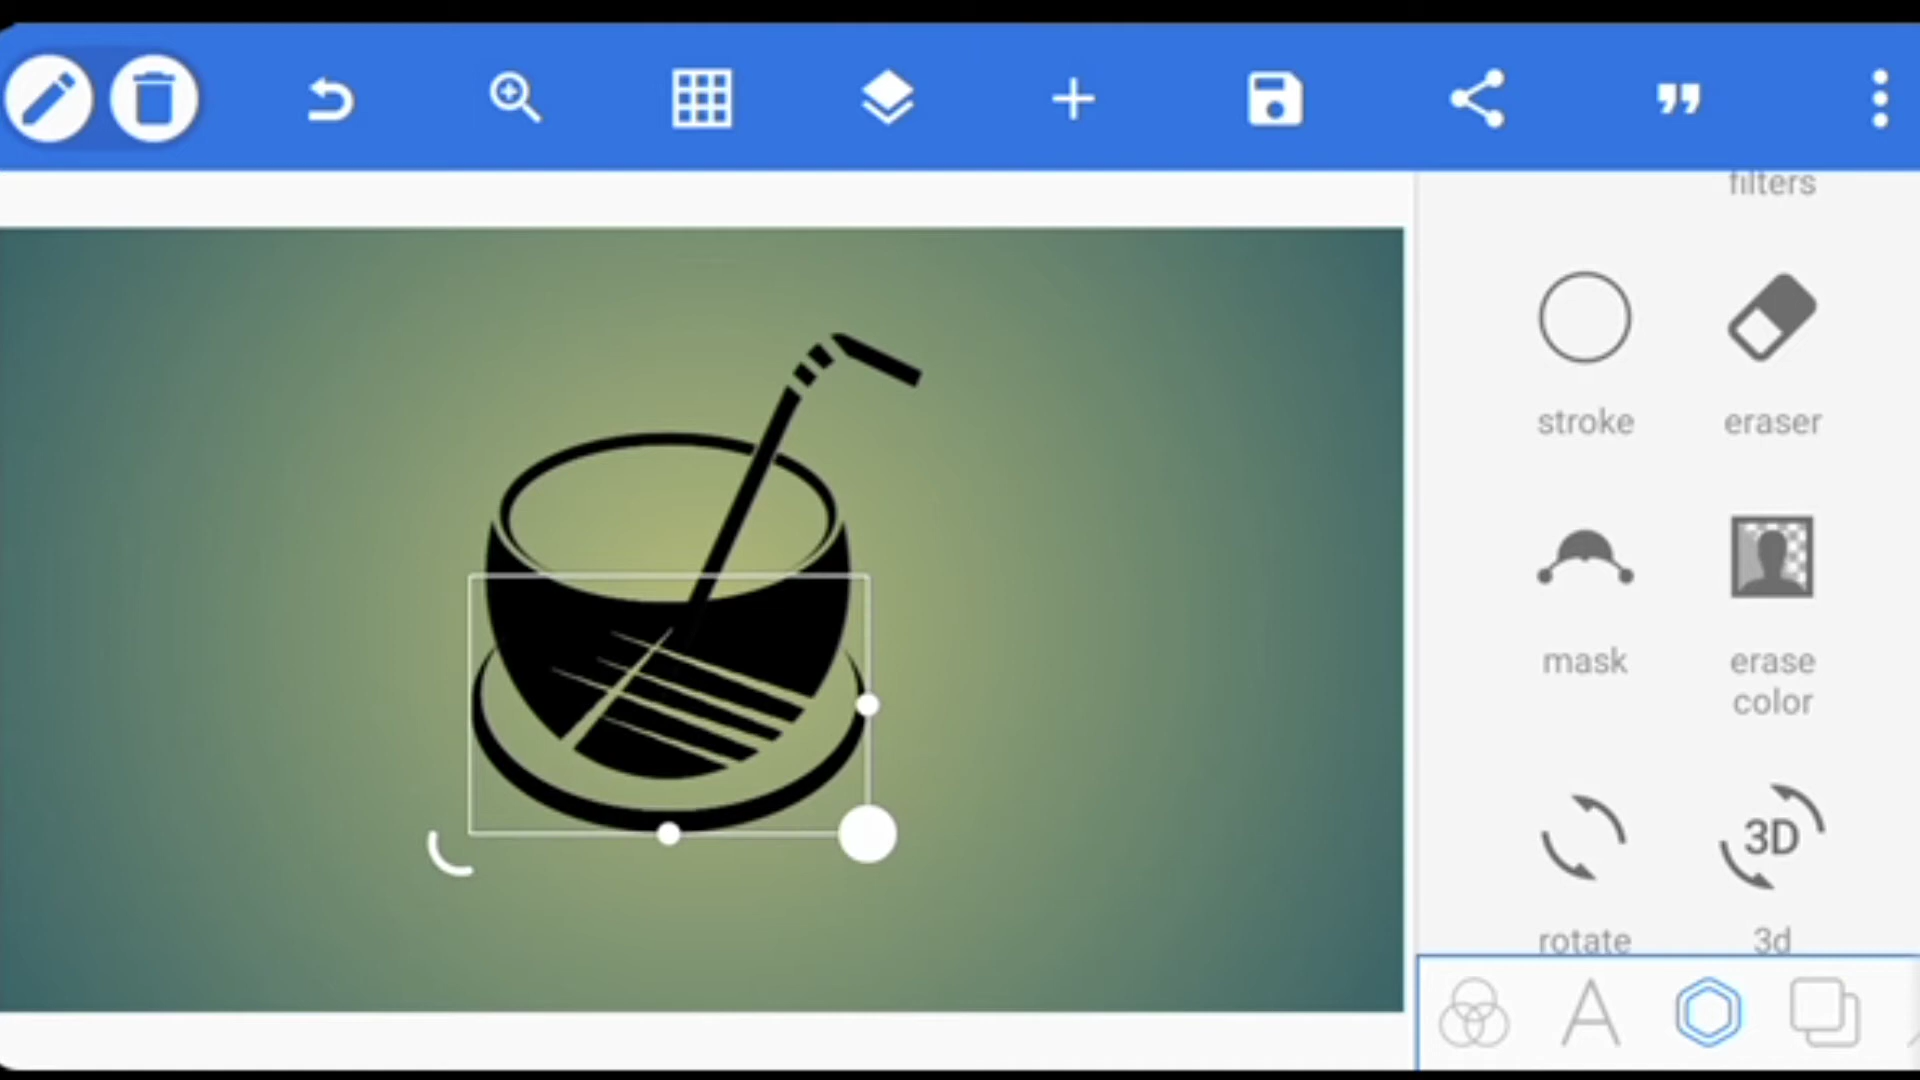 filters
stroke
eraser
mask
erase
color
3D
rotate
3d
A